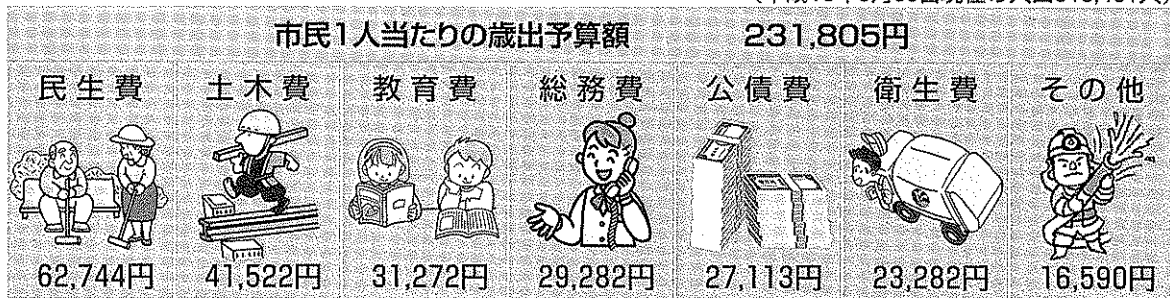 市民1人当たりの歳出予算額 231,805円
民生費 土木費 教育費 総務費 公債費 衛生費 その他
62,744円 41,522円 31,272円 29,282円 27,113円 23,282円 16,590円